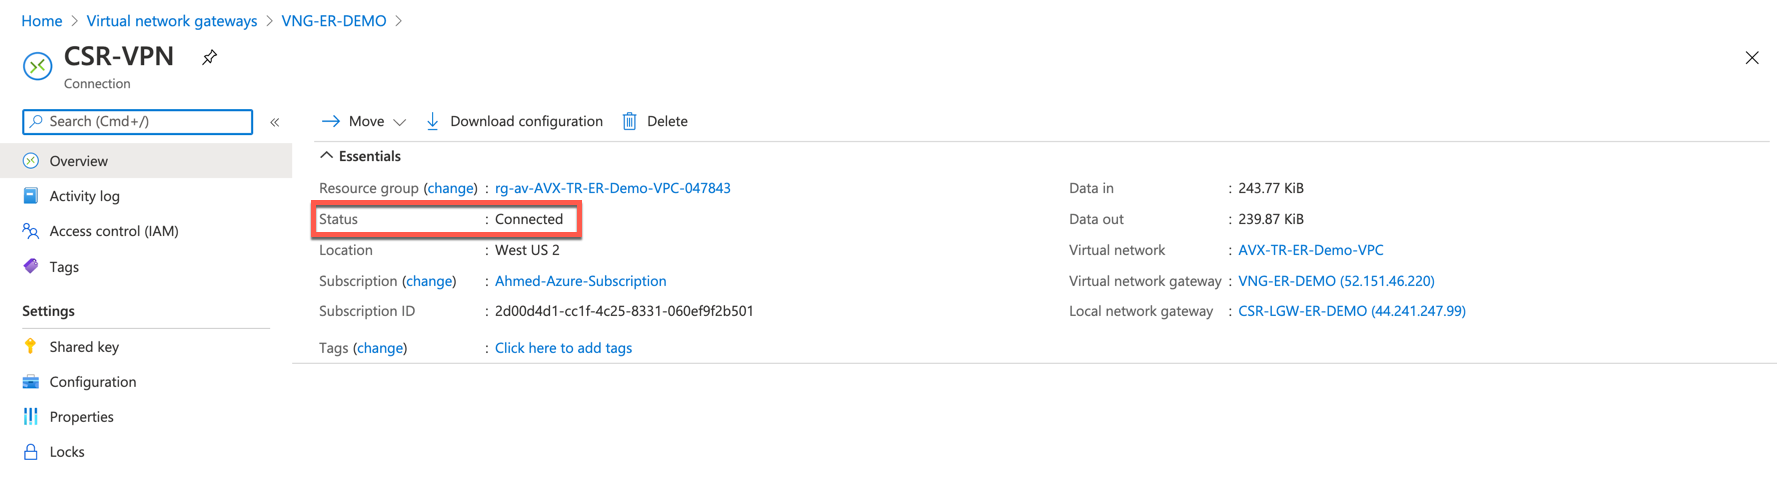 Home > Virtual network gateways > VNG-ER-DEMO >
CSR-VPN
Connection
Search (Cmd+/)
«
Overview
Activity log
Access control (IAM)
Tags
Settings
Shared key
Configuration
Properties
Locks
Move
Download configuration
Delete
Essentials
Resource group (change) : rg-av-AVX-TR-ER-Demo-VPC-047843
Status : Connected
Location : West US 2
Subscription (change) : Ahmed-Azure-Subscription
Subscription ID : 2d00d4d1-cc1f-4c25-8331-060ef9f2b501
Tags (change) : Click here to add tags
Data in : 243.77 KiB
Data out : 239.87 KiB
Virtual network : AVX-TR-ER-Demo-VPC
Virtual network gateway : VNG-ER-DEMO (52.151.46.220)
Local network gateway : CSR-LGW-ER-DEMO (44.241.247.99)